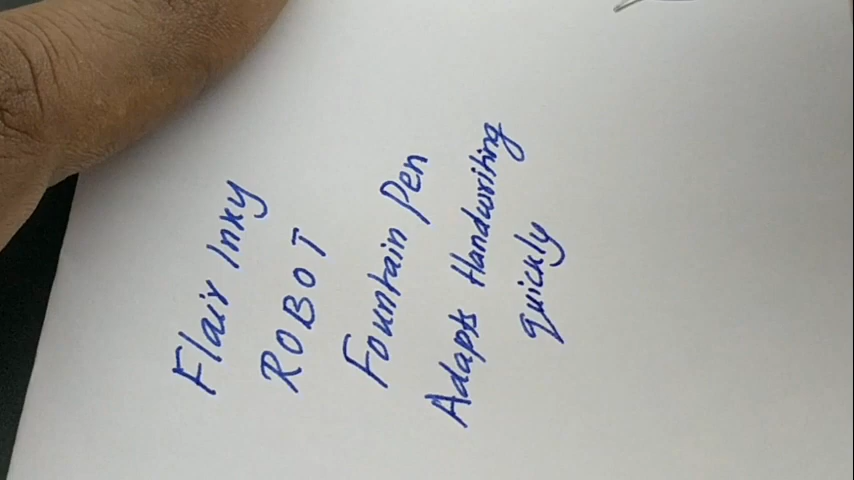 Flair Inky
ROBOT
Fountain Pen
Adapts Handwriting
quickly